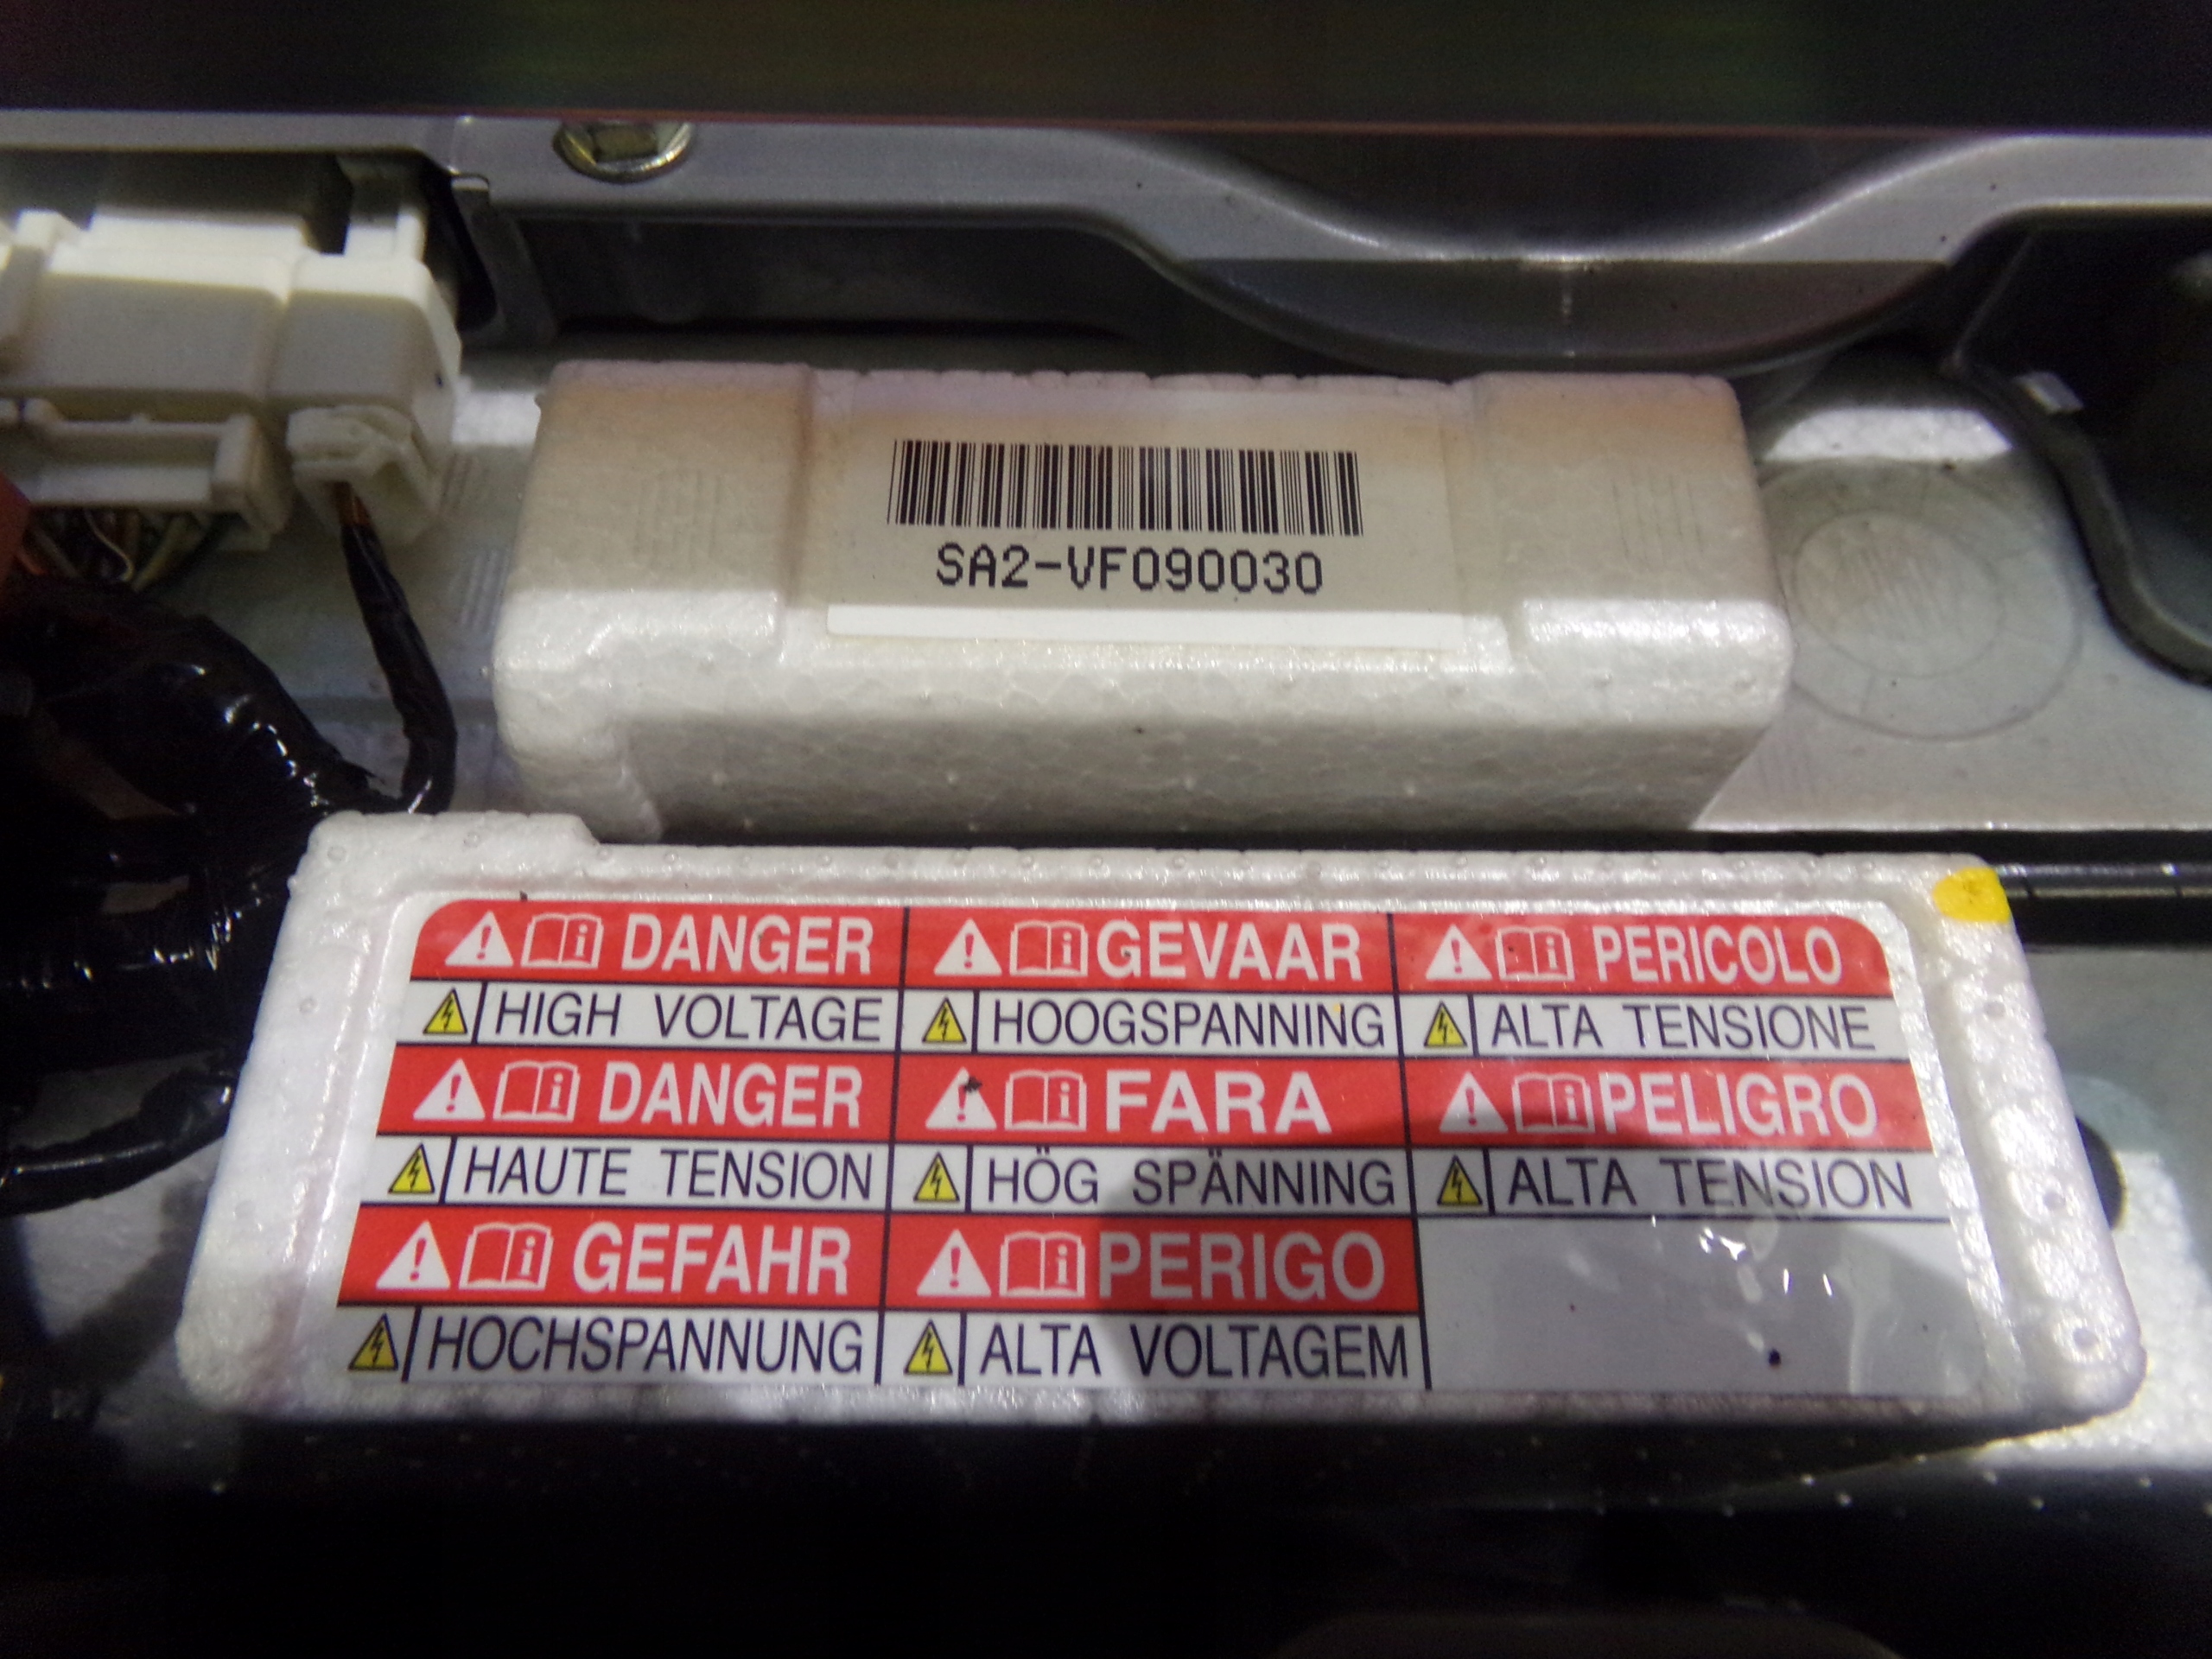 SA2-VF090030
DANGER GEVAAR PERICOLO
HIGH VOLTAGE HOOGSPANNING ALTA TENSIONE
DANGER FARA PELIGRO
HAUTE TENSION HÖG SPÄNNING ALTA TENSION
GEFAHR PERIGO
HOCHSPANNUNG ALTA VOLTAGEM